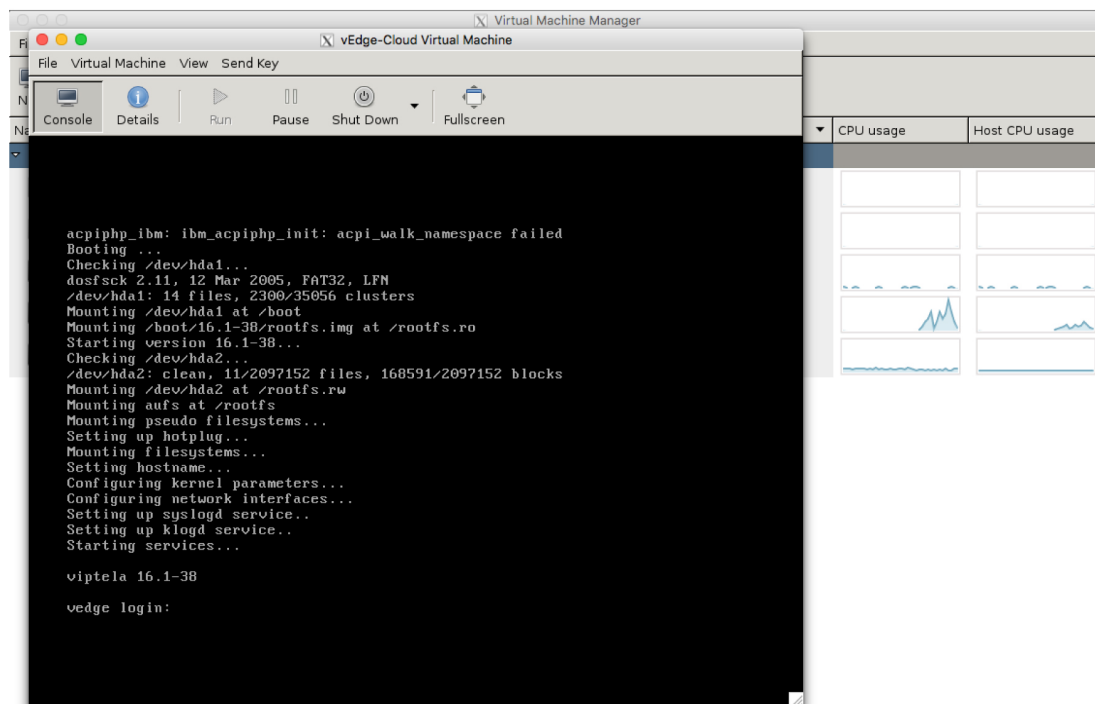 Virtual Machine Manager
vEdge-Cloud Virtual Machine
File Virtual Machine View Send Key
Console Details Run Pause Shut Down Fullscreen
CPU usage Host CPU usage
acpiphp_ibm: ibm_acpiphp_init: acpi_walk_namespace failed
Booting ...
Checking /dev/hda1...
dosfsck 2.11, 12 Mar 2005, FAT32, LFN
/dev/hda1: 14 files, 2300/35056 clusters
Mounting /dev/hda1 at /boot
Mounting /boot/16.1-38/rootfs.img at /rootfs.ro
Starting version 16.1-38...
Checking /dev/hda2...
/dev/hda2: clean, 11/2097152 files, 168591/2097152 blocks
Mounting /dev/hda2 at /rootfs.rw
Mounting aufs at /rootfs
Mounting pseudo filesystems...
Setting up hotplug...
Mounting filesystems...
Setting hostname...
Configuring kernel parameters...
Configuring network interfaces...
Setting up syslogd service..
Setting up klogd service..
Starting services...
viptela 16.1-38
vedge login: